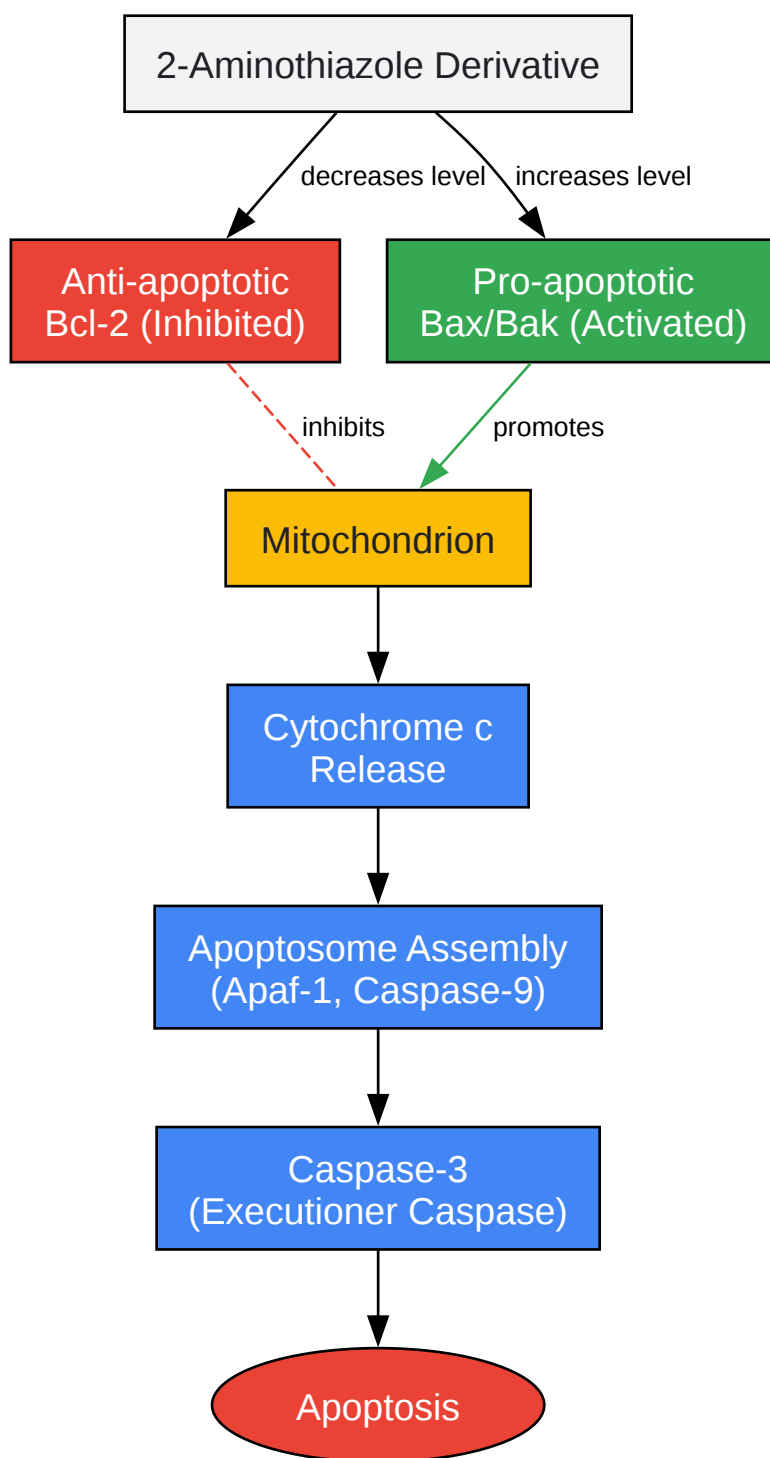 2-Aminothiazole Derivative
decreases level
increases level
Anti-apoptotic
Bcl-2 (Inhibited)
Pro-apoptotic
Bax/Bak (Activated)
inhibits
promotes
Mitochondrion
Cytochrome c
Release
Apoptosome Assembly
(Apaf-1, Caspase-9)
Caspase-3
(Executioner Caspase)
Apoptosis